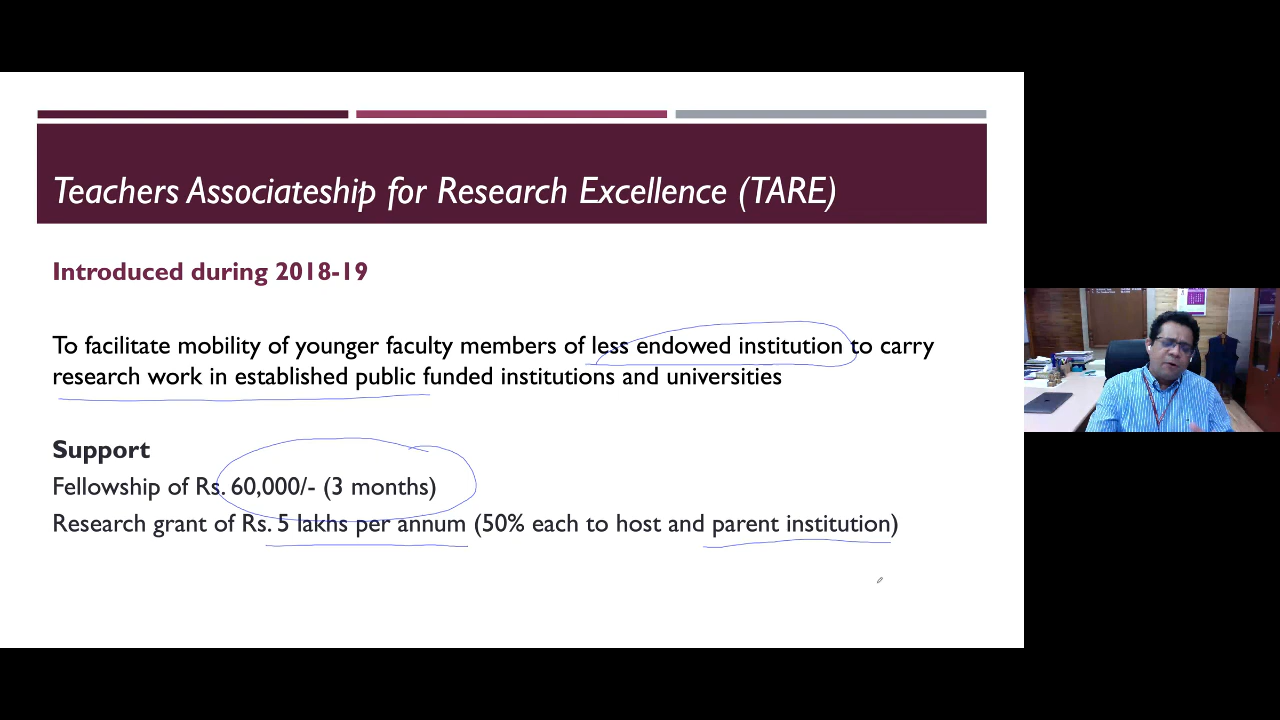 Teachers Associateship for Research Excellence (TARE)
Introduced during 2018-19
To facilitate mobility of younger faculty members of less endowed institution to carry
research work in established public funded institutions and universities
Support
Fellowship of Rs. 60,000/- (3 months)
Research grant of Rs. 5 lakhs per annum (50% each to host and parent institution)